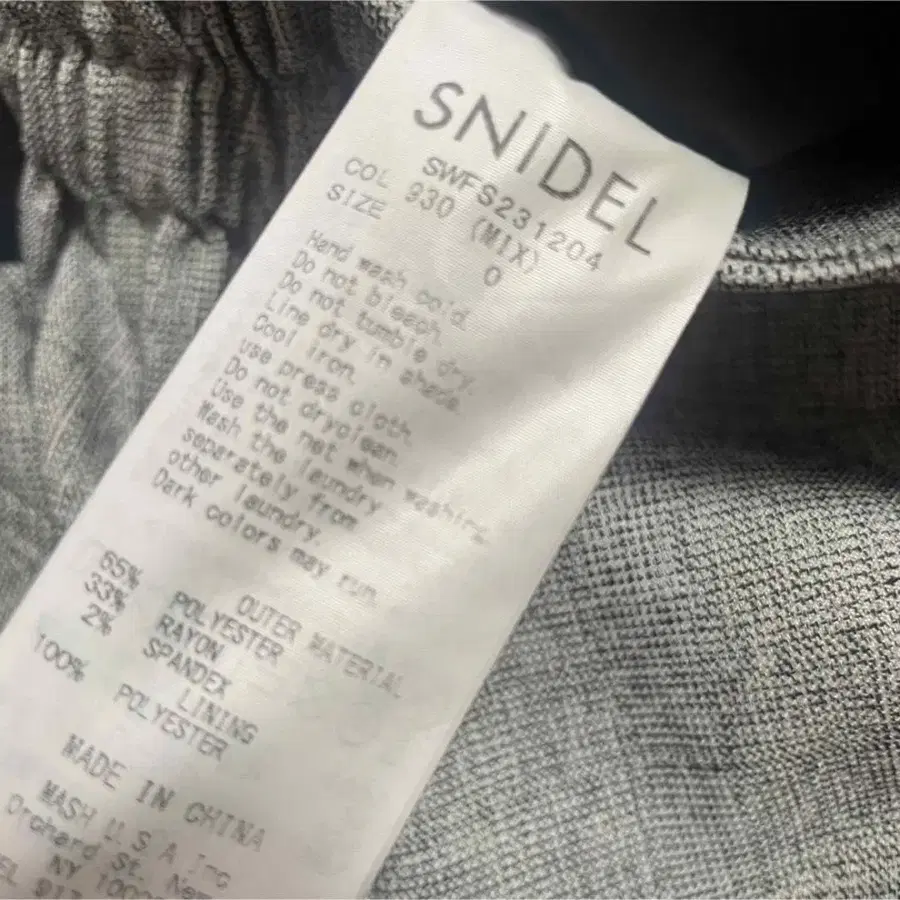 SNIDEL
SWFS231204
COL 930 (MIX)
SIZE 0
Hand wash cold.
Do not bleach.
Do not tumble dry.
Line dry in shade.
Cool iron.
use press cloth.
Do not dryclean.
Use the net when washing.
Wash the laundry
separately from
other laundry.
Dark colors may run.
OUTER MATERIAL
65% POLYESTER
33% RAYON
2% SPANDEX
LINING
100% POLYESTER
MADE IN CHINA
MASH U.S.A Inc
Orchard St. New
NY